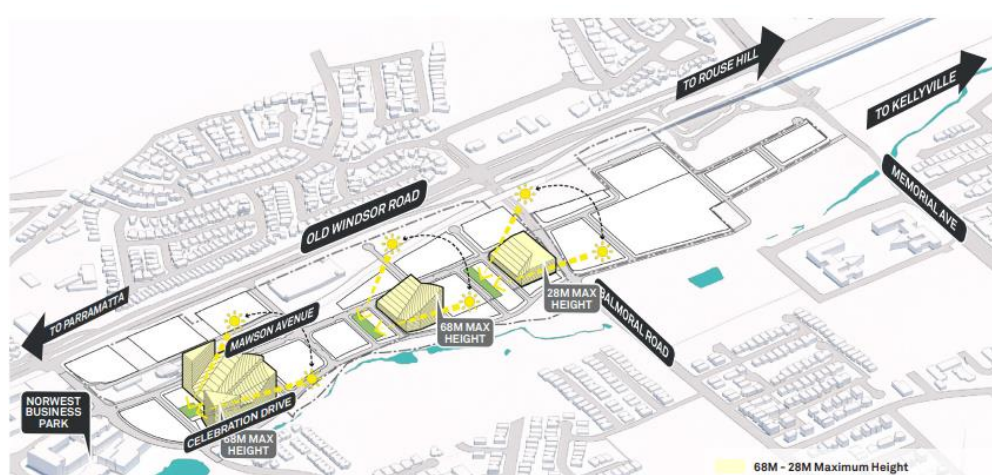 TO ROUSE HILL
TO KELLYVILLE
MEMORIAL AVE
OLD WINDSOR ROAD
TO PARRAMATTA
MAWSON AVENUE
28M MAX
HEIGHT
BALMORAL ROAD
68M MAX
HEIGHT
NORWEST
BUSINESS
PARK
CELEBRATION DRIVE
68M MAX
HEIGHT
68M - 28M Maximum Height